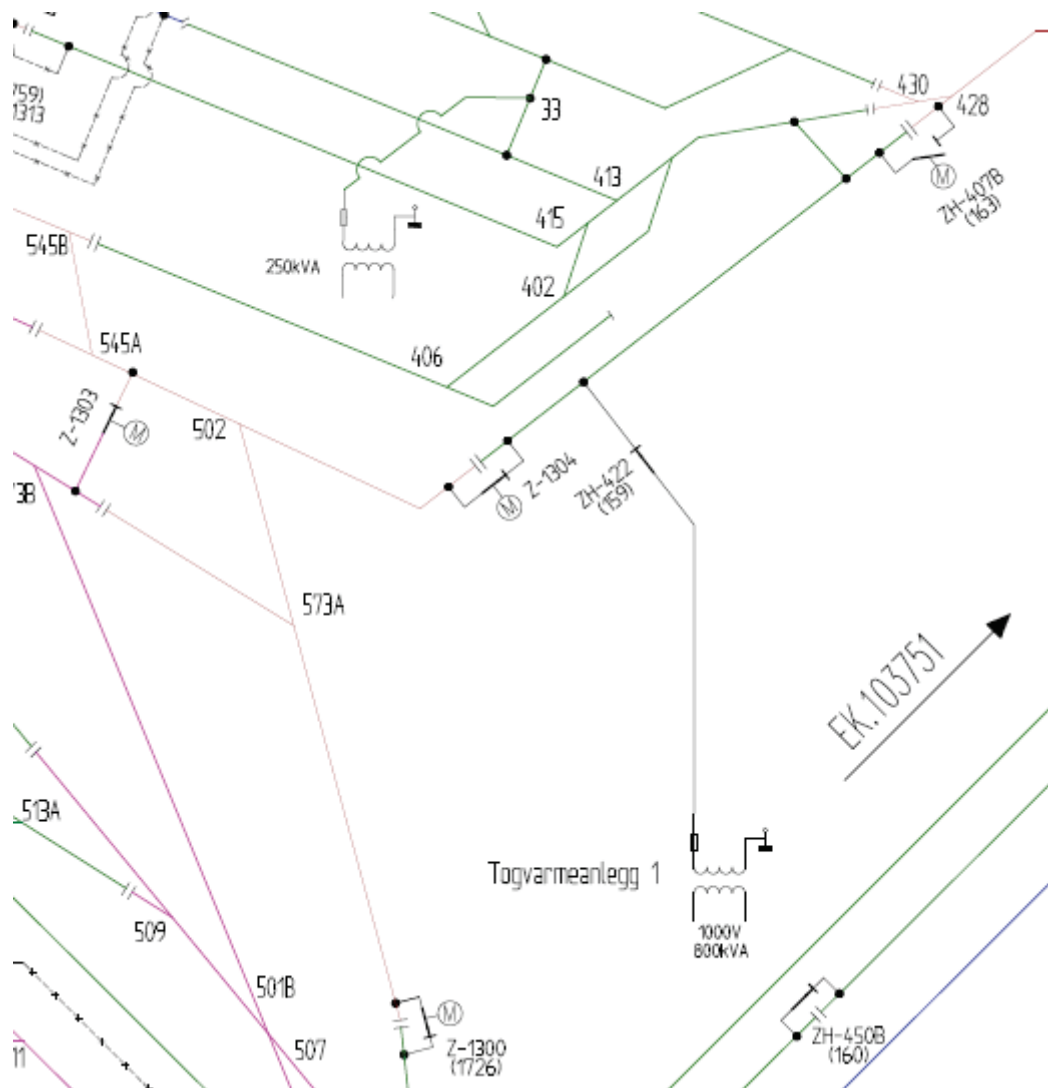 430
428
759)
1313
33
413
M
ZH-407B
(163)
415
545B
250kVA
402
545A
406
Z-1303
M
502
Z-1304
M
ZH-422
(159)
73B
573A
EK.103751
513A
Togvarmeanlegg 1
509
1000V
800kVA
501B
M
507
Z-1300
(1726)
ZH-450B
(160)
11